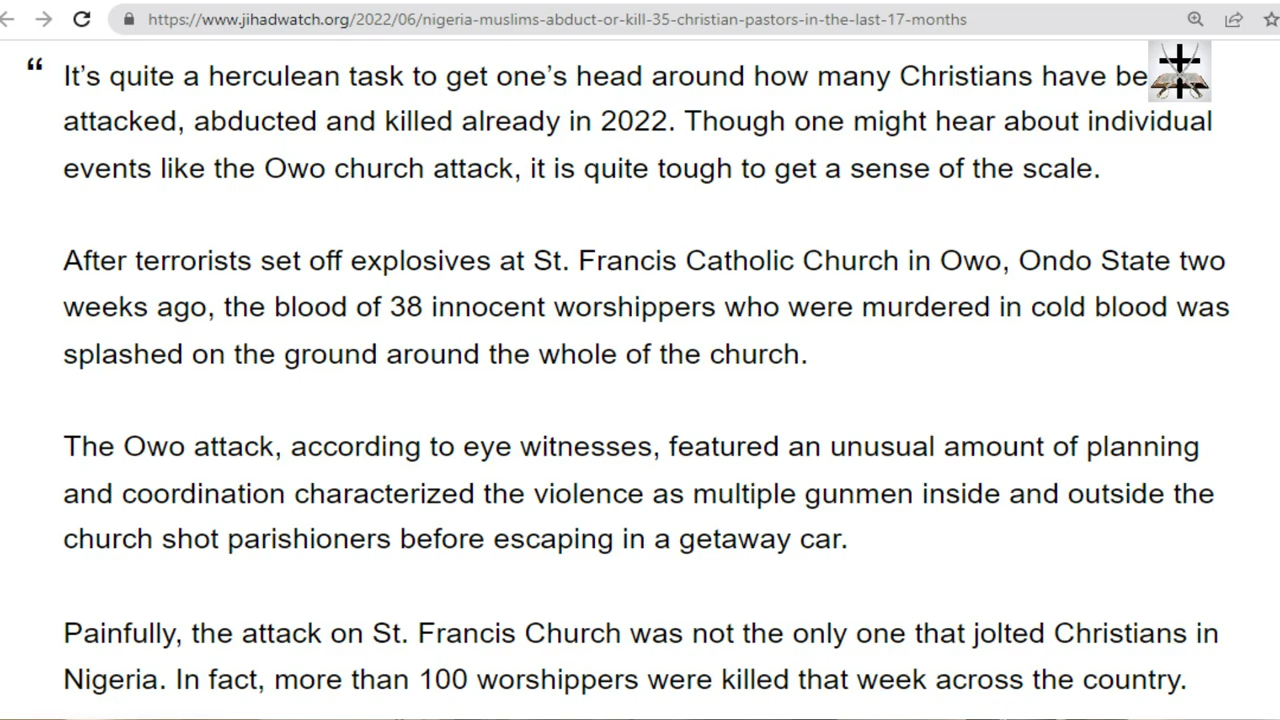 https://www.jihadwatch.org/2022/06/nigeria-muslims-abduct-or-kill-35-christian-pastors-in-the-last-17-months
“ It’s quite a herculean task to get one’s head around how many Christians have be
attacked, abducted and killed already in 2022. Though one might hear about individual
events like the Owo church attack, it is quite tough to get a sense of the scale.
After terrorists set off explosives at St. Francis Catholic Church in Owo, Ondo State two
weeks ago, the blood of 38 innocent worshippers who were murdered in cold blood was
splashed on the ground around the whole of the church.
The Owo attack, according to eye witnesses, featured an unusual amount of planning
and coordination characterized the violence as multiple gunmen inside and outside the
church shot parishioners before escaping in a getaway car.
Painfully, the attack on St. Francis Church was not the only one that jolted Christians in
Nigeria. In fact, more than 100 worshippers were killed that week across the country.